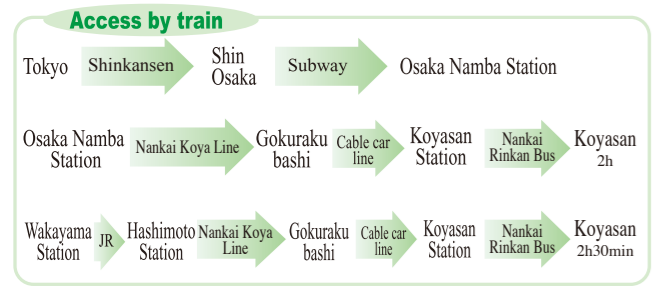 Access by train
Tokyo Shinkansen Shin Osaka Subway Osaka Namba Station
Osaka Namba Station Nankai Koya Line Gokuraku bashi Cable car line Koyasan Station Nankai Rinkan Bus Koyasan 2h
Wakayama Station JR Hashimoto Station Nankai Koya Line Gokuraku bashi Cable car line Koyasan Station Nankai Rinkan Bus Koyasan 2h30min